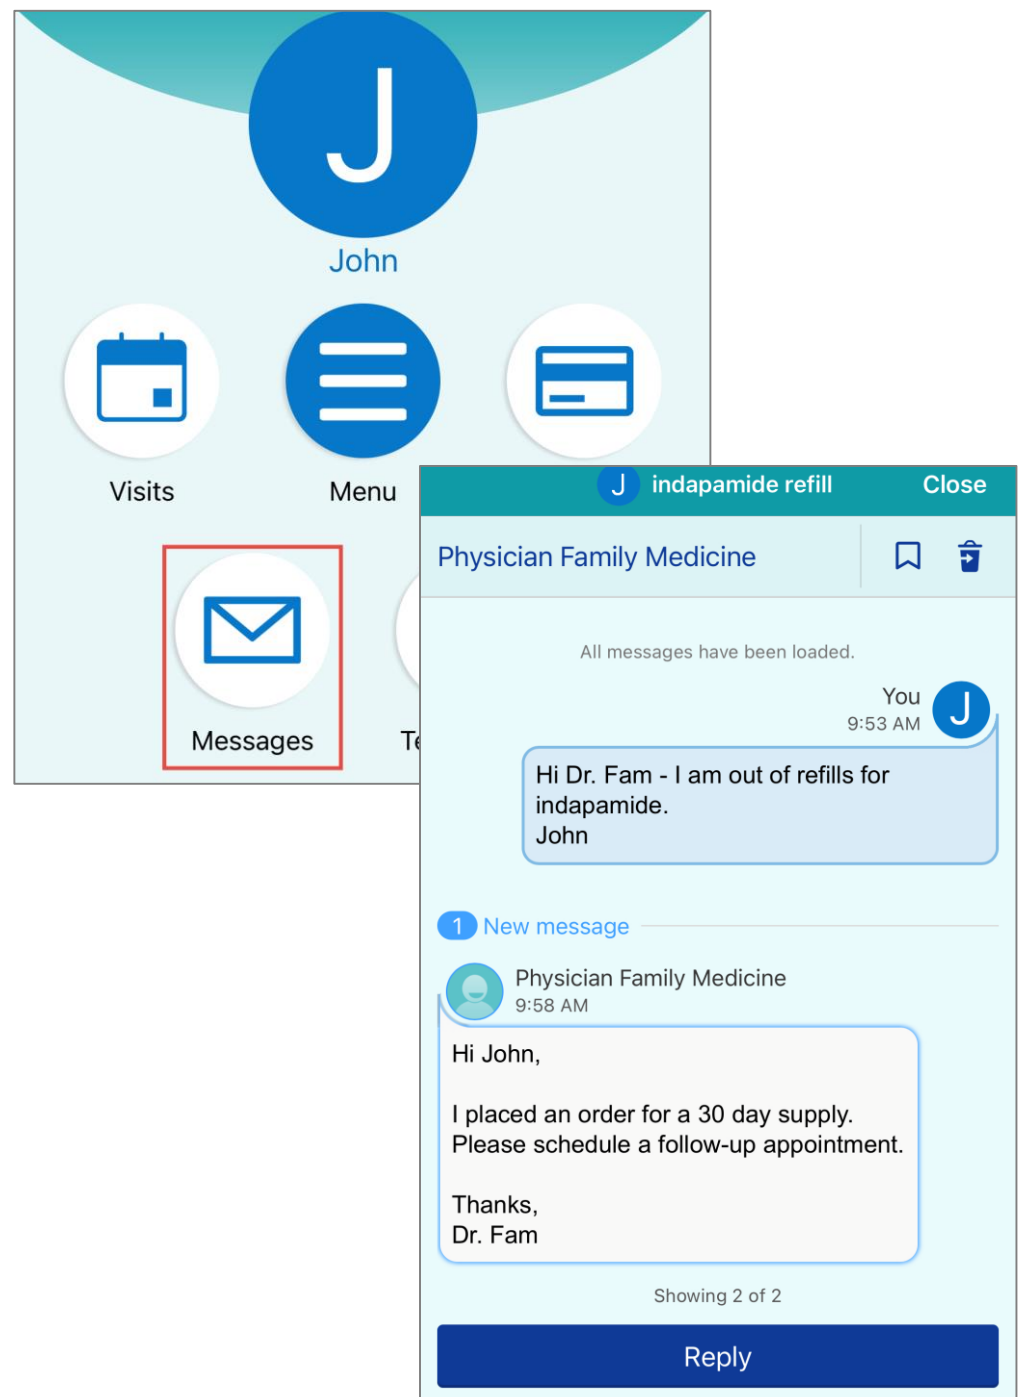 J
John
Visits
Menu
Messages
J indapamide refill Close
Physician Family Medicine
All messages have been loaded.
You
9:53 AM
J
Hi Dr. Fam - I am out of refills for
indapamide.
John
1 New message
Physician Family Medicine
9:58 AM
Hi John,
I placed an order for a 30 day supply.
Please schedule a follow-up appointment.
Thanks,
Dr. Fam
Showing 2 of 2
Reply